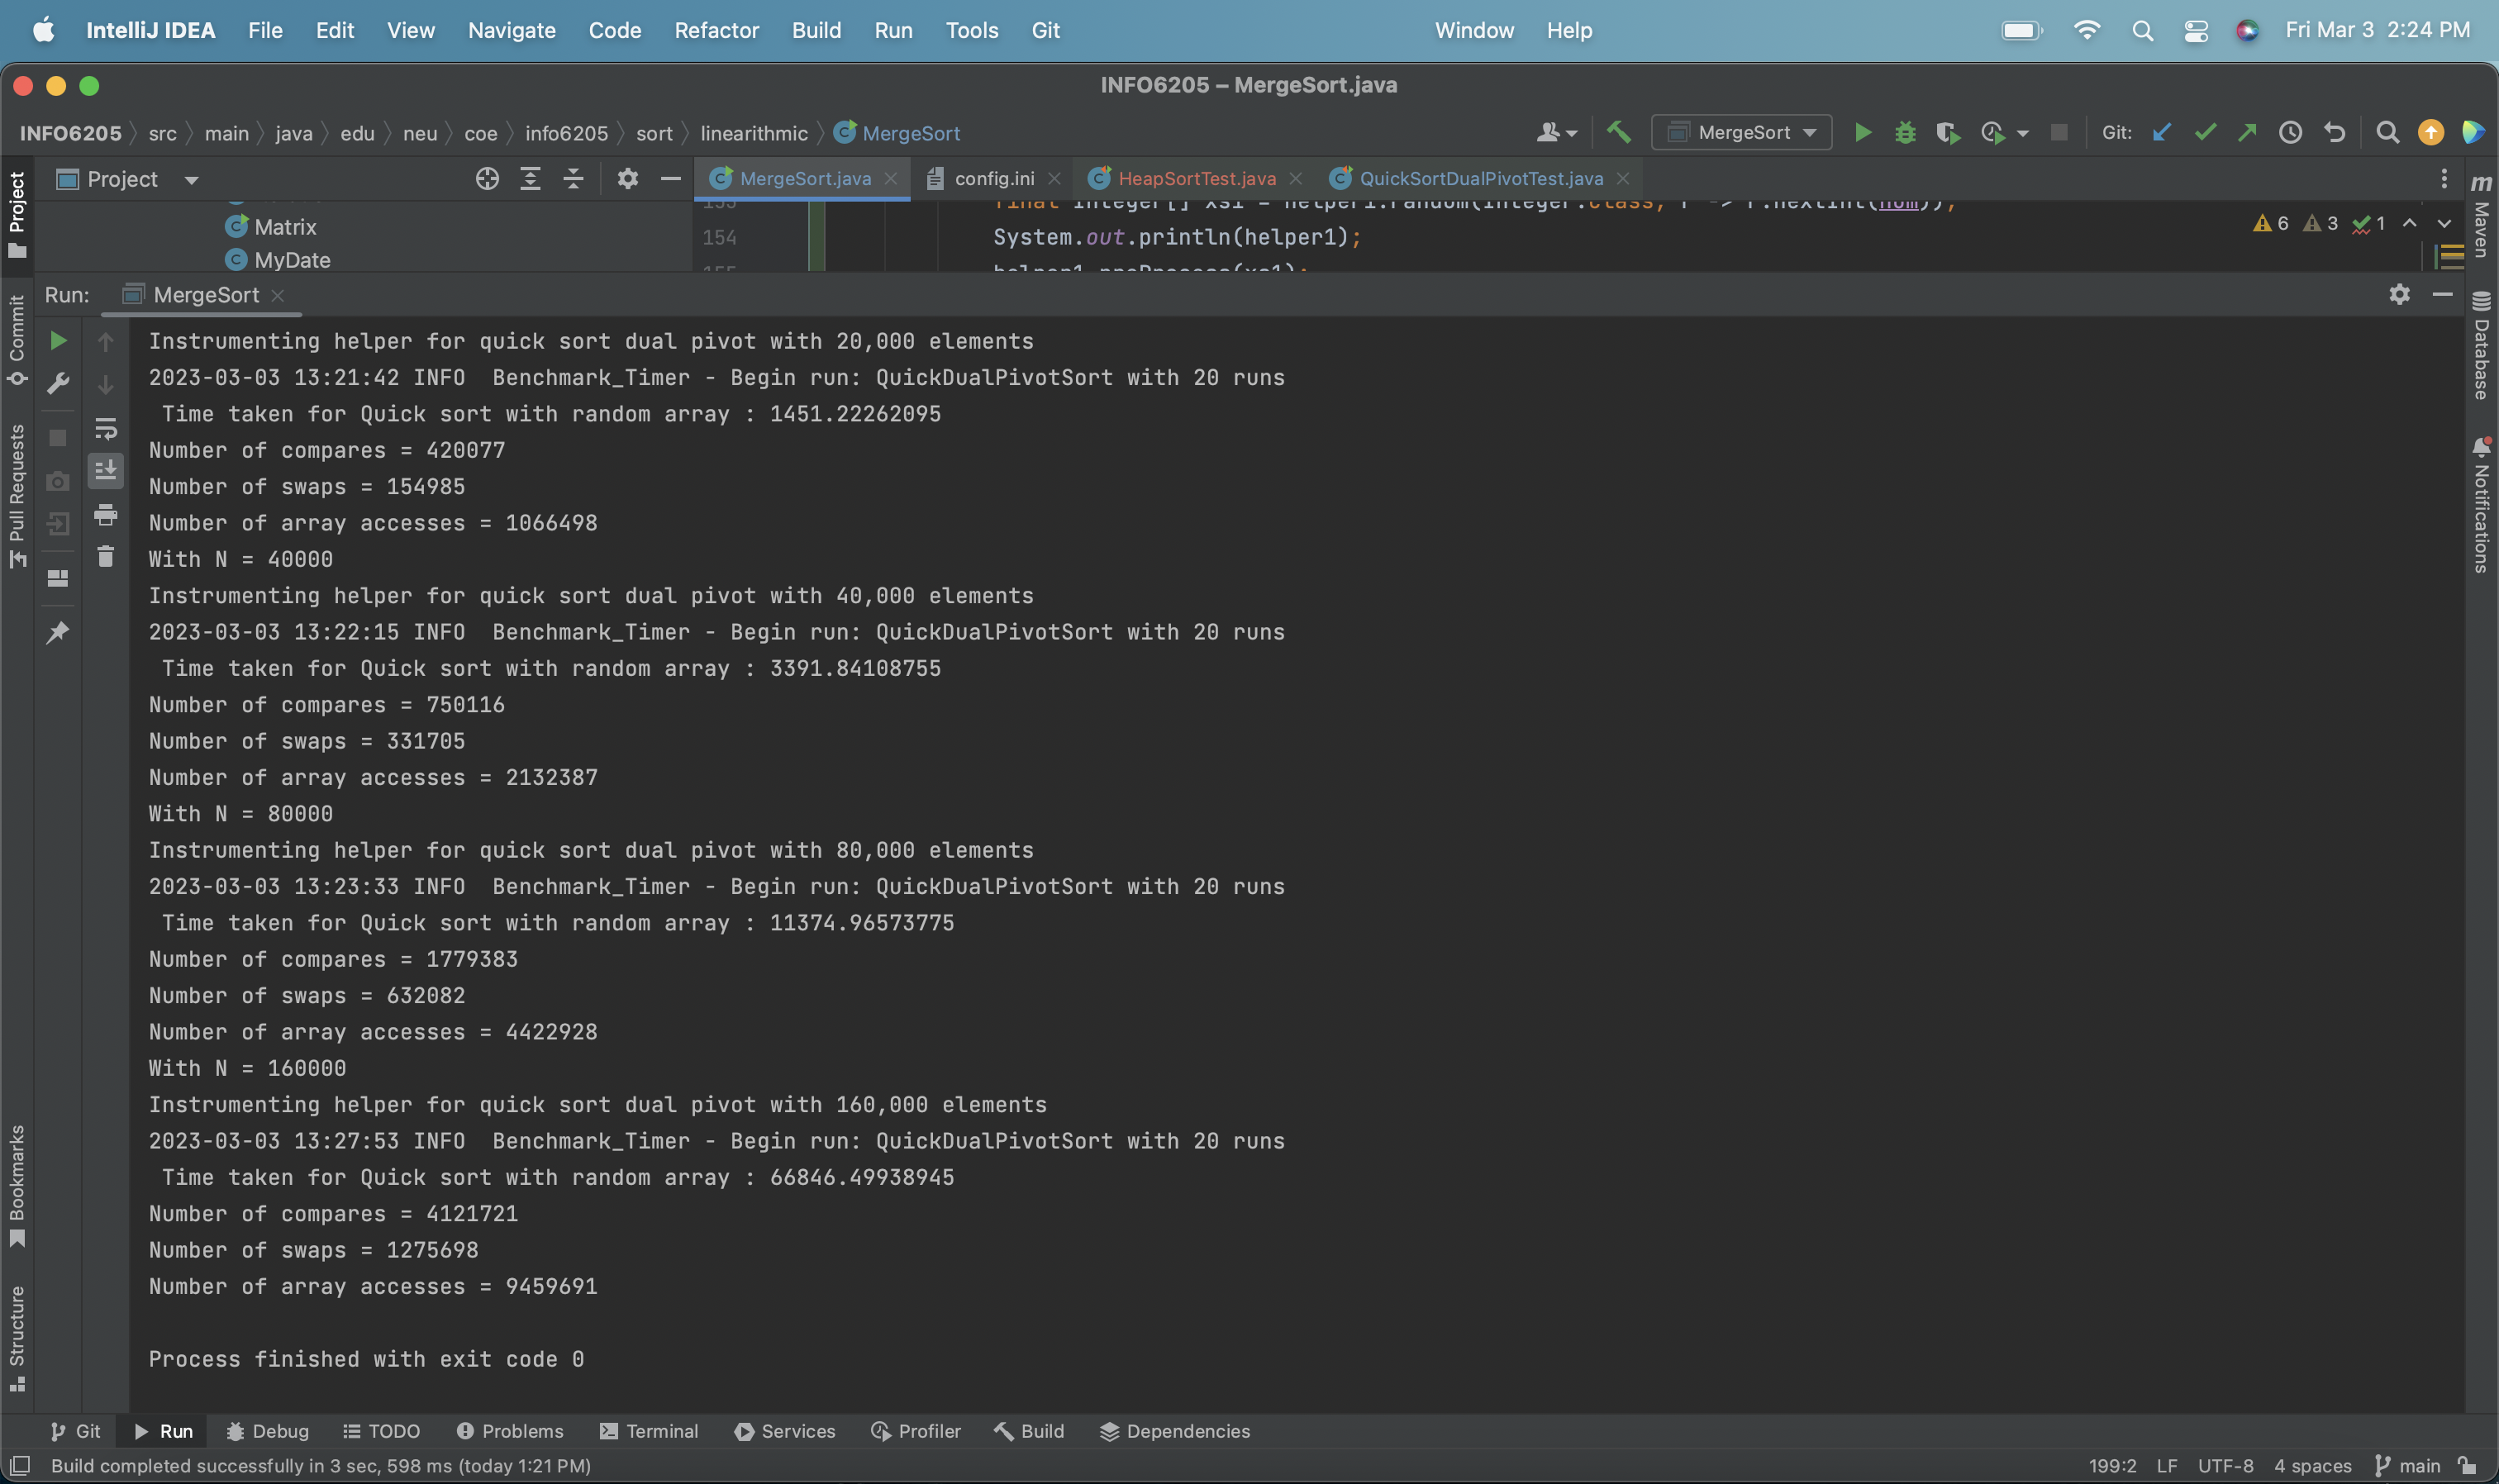 IntelliJ IDEA File Edit View Navigate Code Refactor Build Run Tools Git Window Help Fri Mar 3 2:24 PM
INFO6205 – MergeSort.java
INFO6205 src main java edu neu coe info6205 sort linearithmic MergeSort MergeSort Git:
Project MergeSort.java config.ini HeapSortTest.java QuickSortDualPivotTest.java
Matrix
MyDate
final Integer[] xs1 = helper1.random(Integer.class, r -> r.nextInt(nom));
154 System.out.println(helper1);
155 helper1.preProcess(xs1);
6 3 1
Run: MergeSort
Instrumenting helper for quick sort dual pivot with 20,000 elements
2023-03-03 13:21:42 INFO  Benchmark_Timer - Begin run: QuickDualPivotSort with 20 runs
Time taken for Quick sort with random array : 1451.22262095
Number of compares = 420077
Number of swaps = 154985
Number of array accesses = 1066498
With N = 40000
Instrumenting helper for quick sort dual pivot with 40,000 elements
2023-03-03 13:22:15 INFO  Benchmark_Timer - Begin run: QuickDualPivotSort with 20 runs
Time taken for Quick sort with random array : 3391.84108755
Number of compares = 750116
Number of swaps = 331705
Number of array accesses = 2132387
With N = 80000
Instrumenting helper for quick sort dual pivot with 80,000 elements
2023-03-03 13:23:33 INFO  Benchmark_Timer - Begin run: QuickDualPivotSort with 20 runs
Time taken for Quick sort with random array : 11374.96573775
Number of compares = 1779383
Number of swaps = 632082
Number of array accesses = 4422928
With N = 160000
Instrumenting helper for quick sort dual pivot with 160,000 elements
2023-03-03 13:27:53 INFO  Benchmark_Timer - Begin run: QuickDualPivotSort with 20 runs
Time taken for Quick sort with random array : 66846.49938945
Number of compares = 4121721
Number of swaps = 1275698
Number of array accesses = 9459691
Process finished with exit code 0
Project
Commit
Pull Requests
Bookmarks
Structure
m Maven
Database
Notifications
Git Run Debug TODO Problems Terminal Services Profiler Build Dependencies
Build completed successfully in 3 sec, 598 ms (today 1:21 PM) 199:2 LF UTF-8 4 spaces main